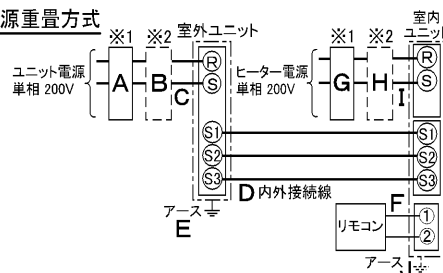 源重畳方式
※1 ※2 室外ユニット
※1 ※2 室内
ユニット
ユニット電源
単相 200V
A B C
R
S
ヒーター電源
単相 200V
G H I
R
S
S1 S1
S2 S2
S3 S3
D 内外接続線
アース
E
リモコン
F
①
②
アース
J